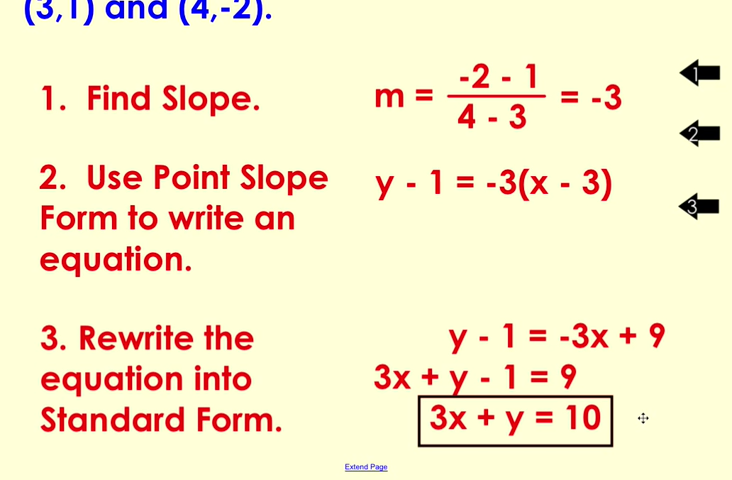 (3,1) and (4,-2).
1. Find Slope.
m = -2 - 1 / 4 - 3 = -3
1
2
2. Use Point Slope
Form to write an
equation.
y - 1 = -3(x - 3)
3
3. Rewrite the
equation into
Standard Form.
y - 1 = -3x + 9
3x + y - 1 = 9
3x + y = 10
Extend Page